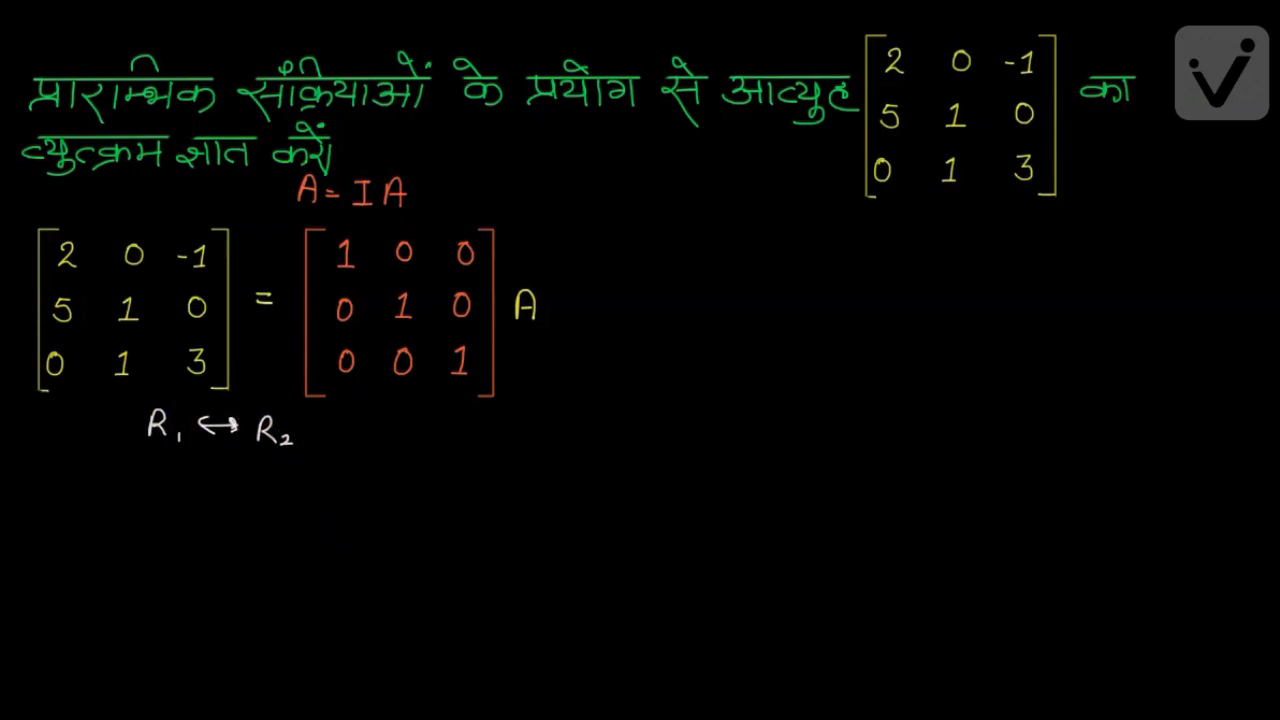 प्रारम्भिक संक्रियाओं के प्रयोग से आव्यूह [2 0 -1; 5 1 0; 0 1 3] का
व्युत्क्रम ज्ञात करें।
A = I A
[2 0 -1] = [1 0 0] A
[5 1 0] [0 1 0]
[0 1 3] [0 0 1]
R₁ ↔ R₂